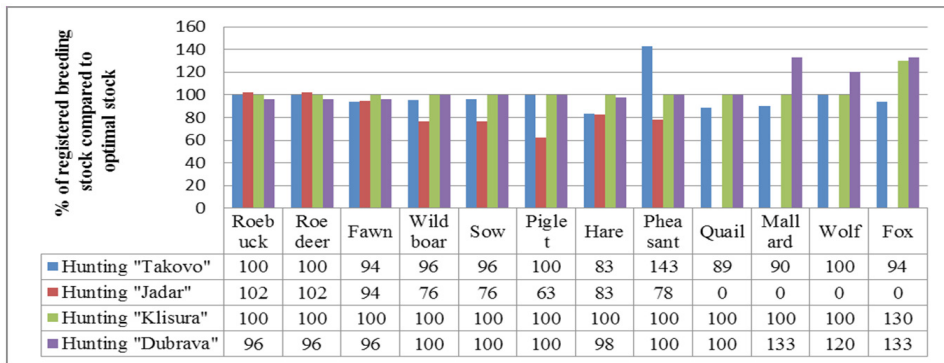 % of registered breeding
stock compared to
optimal stock
160
140
120
100
80
60
40
20
0
Roeb
uck
Roe
deer
Fawn
Wild
boar
Sow
Pigle
t
Hare
Phea
sant
Quail
Mall
ard
Wolf
Fox
Hunting "Takovo" 100 100 94 96 96 100 83 143 89 90 100 94
Hunting "Jadar" 102 102 94 76 76 63 83 78 0 0 0 0
Hunting "Klisura" 100 100 100 100 100 100 100 100 100 100 100 130
Hunting "Dubrava" 96 96 96 100 100 100 98 100 100 133 120 133